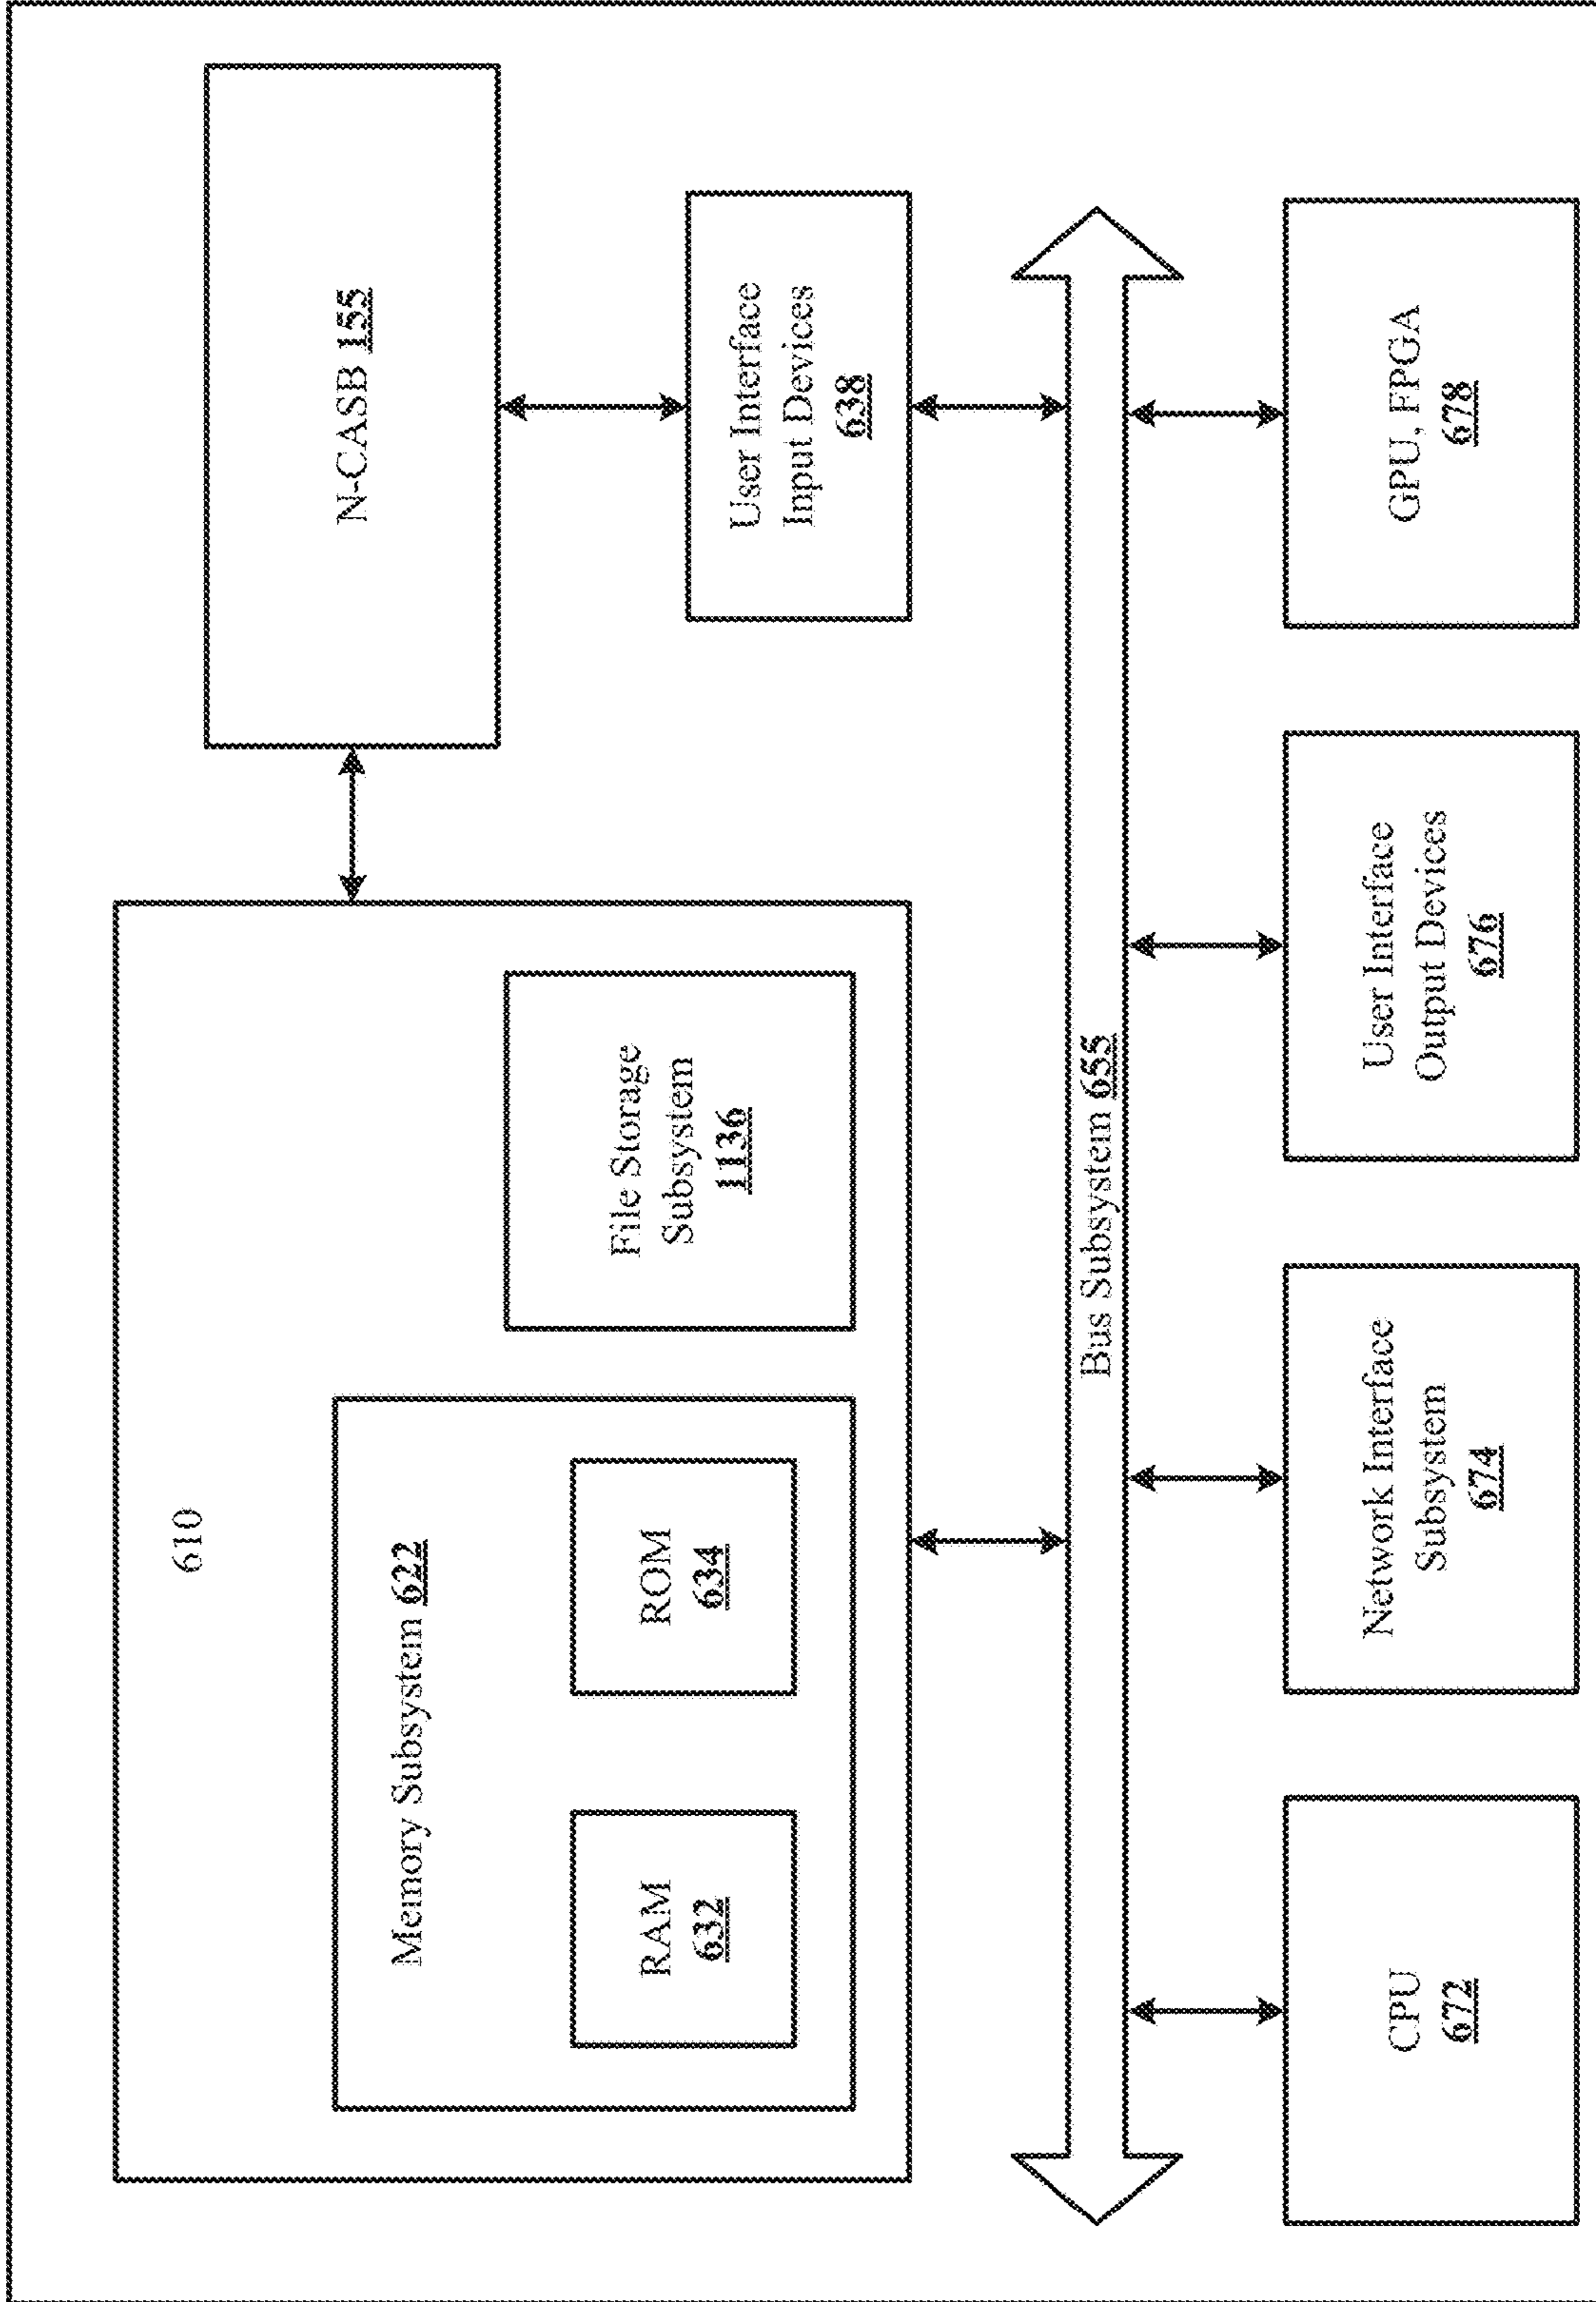 610
N-CASB 155
Memory Subsystem 622
File Storage
Subsystem
1136
RAM
632
ROM
634
User Interface
Input Devices
638
Bus Subsystem 655
CPU
672
Network Interface
Subsystem
674
User Interface
Output Devices
676
GPU, FPGA
678